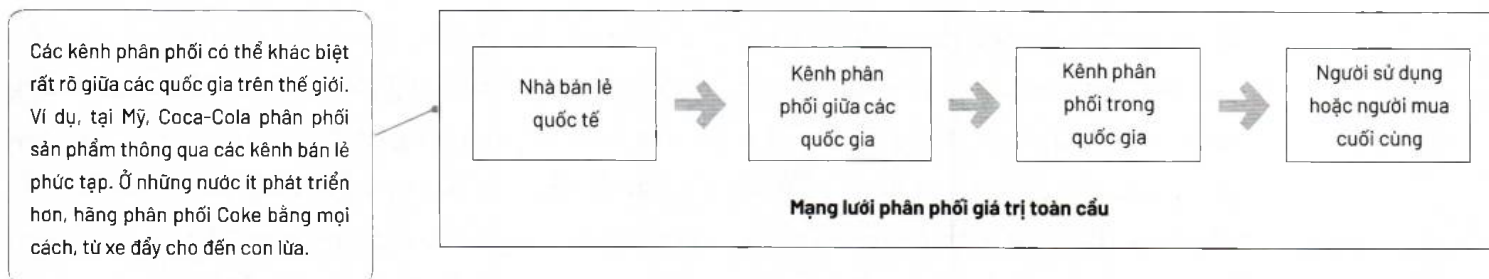 Các kênh phân phối có thể khác biệt
rất rõ giữa các quốc gia trên thế giới.
Ví dụ, tại Mỹ, Coca-Cola phân phối
sản phẩm thông qua các kênh bán lẻ
phức tạp. Ở những nước ít phát triển
hơn, hãng phân phối Coke bằng mọi
cách, từ xe đẩy cho đến con lừa.
Nhà bán lẻ
quốc tế
Kênh phân
phối giữa các
quốc gia
Kênh phân
phối trong
quốc gia
Người sử dụng
hoặc người mua
cuối cùng
Mạng lưới phân phối giá trị toàn cầu